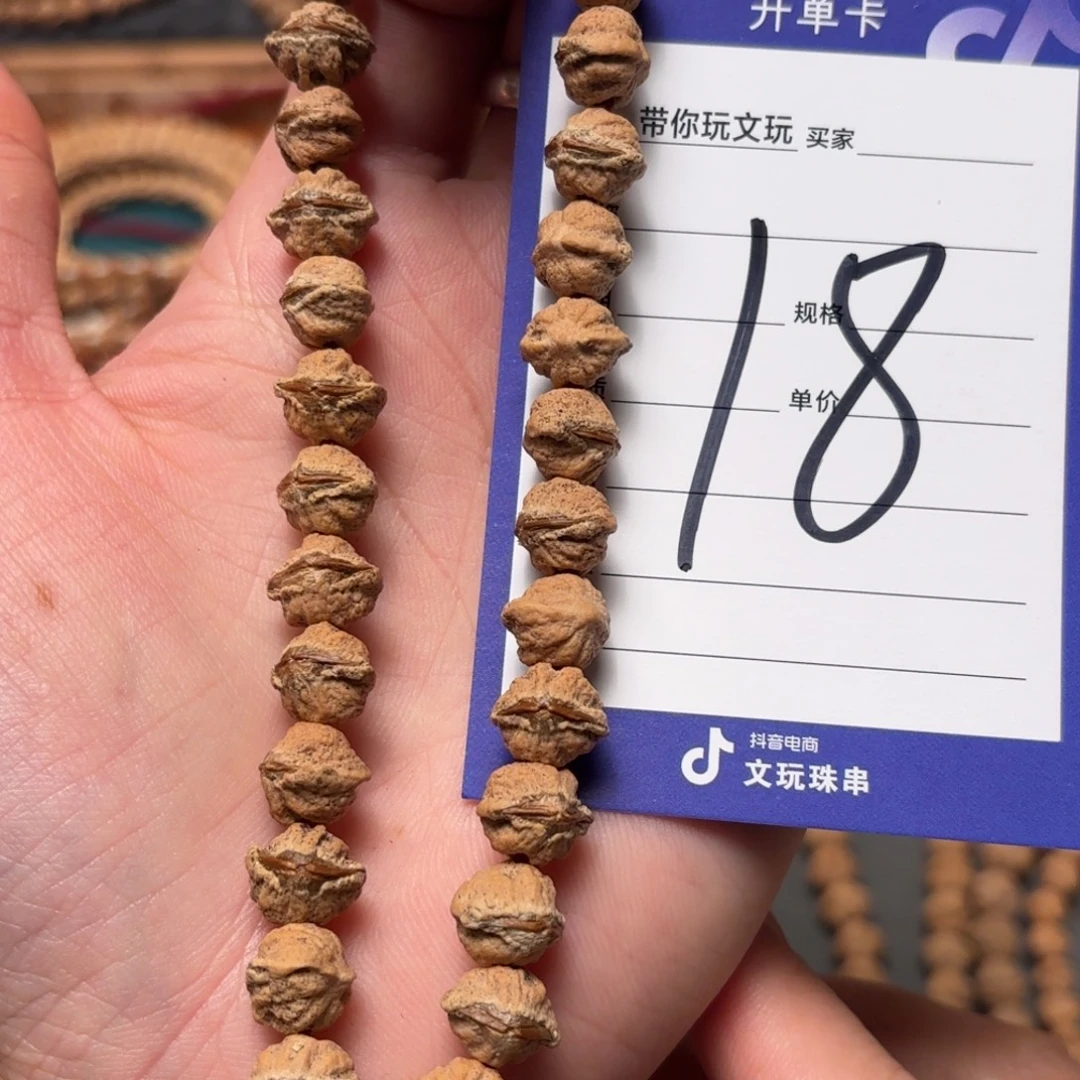 开单卡
带你玩文玩 买家
18
规格
单价
抖音电商
文玩珠串